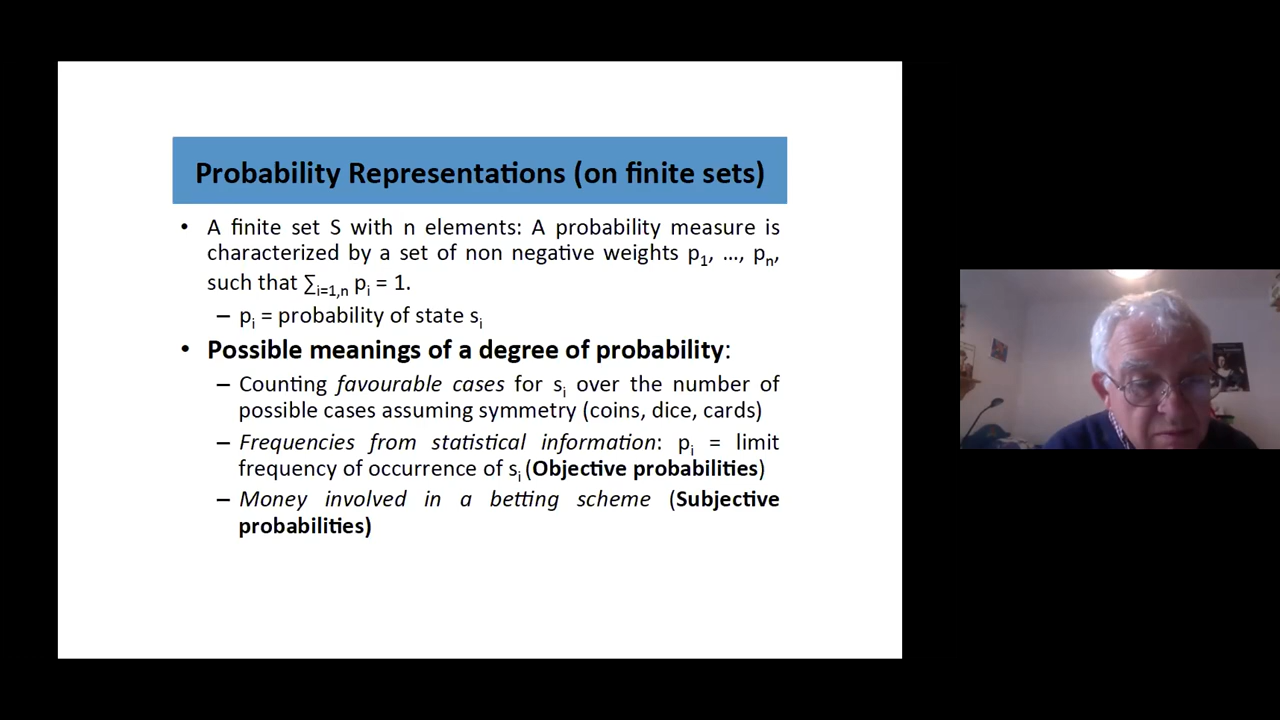 Probability Representations (on finite sets)
• A finite set S with n elements: A probability measure is
characterized by a set of non negative weights p₁, …, pₙ,
such that ∑ᵢ₌₁,ₙ pᵢ = 1.
– pᵢ = probability of state sᵢ
• Possible meanings of a degree of probability:
– Counting favourable cases for sᵢ over the number of
possible cases assuming symmetry (coins, dice, cards)
– Frequencies from statistical information: pᵢ = limit
frequency of occurrence of sᵢ (Objective probabilities)
– Money involved in a betting scheme (Subjective
probabilities)